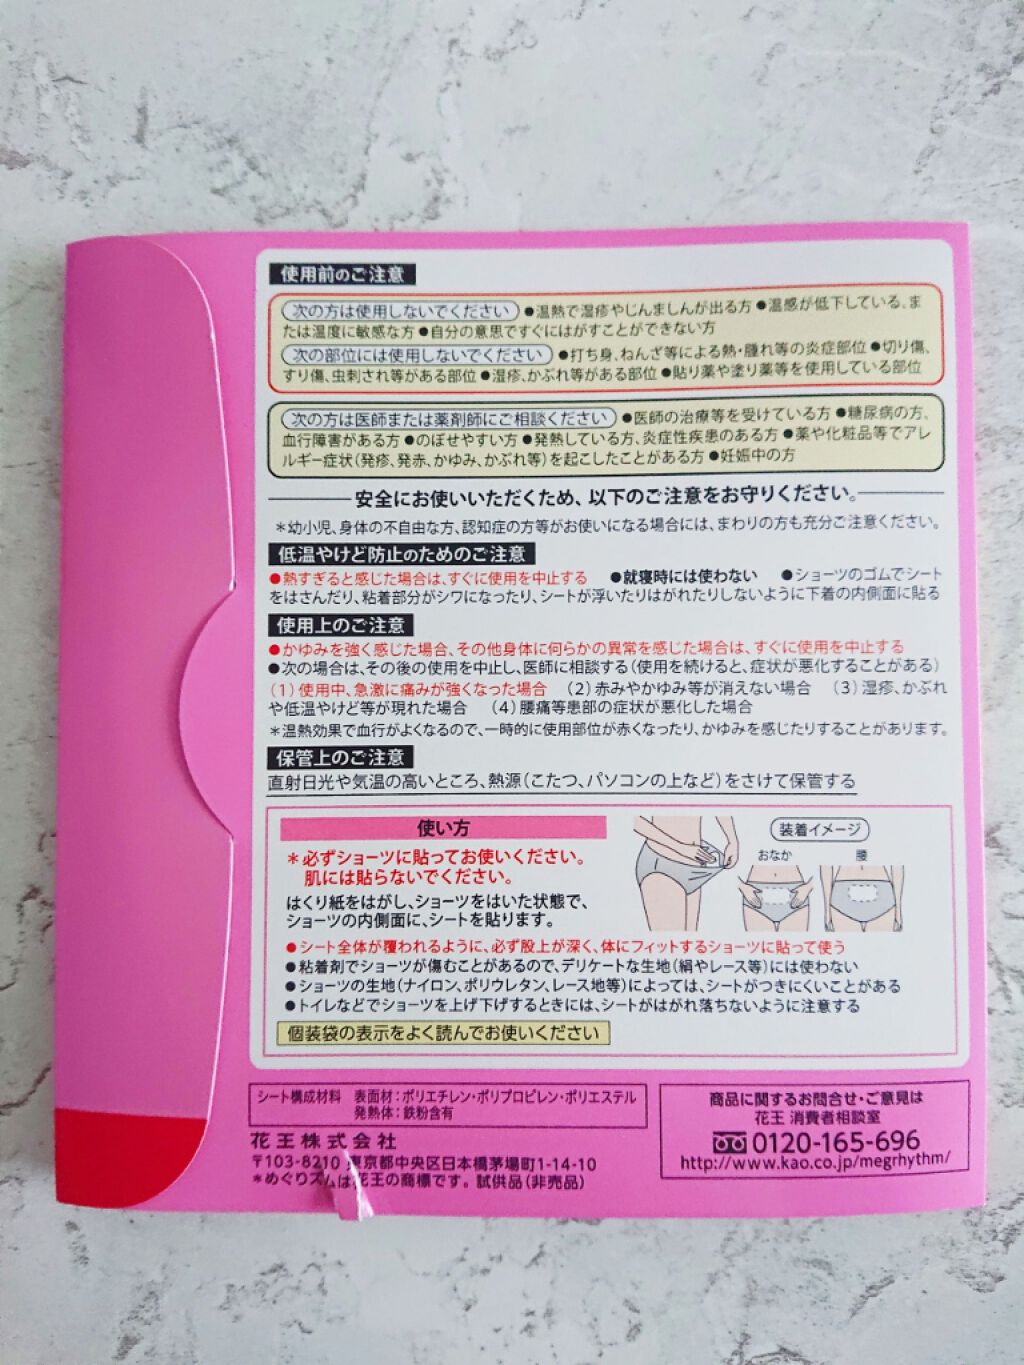 使用前のご注意
次の方は使用しないでください ●温熱で湿疹やじんましんが出る方 ●温感が低下している、ま
たは温度に敏感な方 ●自分の意思ですぐにはがすことができない方
次の部位には使用しないでください ●打ち身、ねんざ等による熱・腫れ等の炎症部位 ●切り傷、
すり傷、虫刺され等がある部位 ●湿疹、かぶれ等がある部位 ●貼り薬や塗り薬等を使用している部位
次の方は医師または薬剤師にご相談ください ●医師の治療等を受けている方 ●糖尿病の方、
血行障害がある方 ●のぼせやすい方 ●発熱している方、炎症性疾患のある方 ●薬や化粧品等でアレ
ルギー症状(発疹、発赤、かゆみ、かぶれ等)を起こしたことがある方 ●妊娠中の方
安全にお使いいただくため、以下のご注意をお守りください。
＊幼小児、身体の不自由な方、認知症の方等がお使いになる場合には、まわりの方も充分ご注意ください。
低温やけど防止のためのご注意
●熱すぎると感じた場合は、すぐに使用を中止する ●就寝時には使わない ●ショーツのゴムでシート
をはさんだり、粘着部分がシワになったり、シートが浮いたりはがれたりしないように下着の内側面に貼る
使用上のご注意
●かゆみを強く感じた場合、その他身体に何らかの異常を感じた場合は、すぐに使用を中止する
●次の場合は、その後の使用を中止し、医師に相談する(使用を続けると、症状が悪化することがある)
(1)使用中、急激に痛みが強くなった場合 (2)赤みやかゆみ等が消えない場合 (3)湿疹、かぶれ
や低温やけど等が現れた場合 (4)腰痛等患部の症状が悪化した場合
＊温熱効果で血行がよくなるので、一時的に使用部位が赤くなったり、かゆみを感じたりすることがあります。
保管上のご注意
直射日光や気温の高いところ、熱源(こたつ、パソコンの上など)をさけて保管する
使い方
＊必ずショーツに貼ってお使いください。
肌には貼らないでください。
はくり紙をはがし、ショーツをはいた状態で、
ショーツの内側面に、シートを貼ります。
装着イメージ
おなか 腰
●シート全体が覆われるように、必ず股上が深く、体にフィットするショーツに貼って使う
●粘着剤でショーツが傷むことがあるので、デリケートな生地(絹やレース等)には使わない
●ショーツの生地(ナイロン、ポリウレタン、レース地等)によっては、シートがつきにくいことがある
●トイレなどでショーツを上げ下げするときには、シートがはがれ落ちないように注意する
個装袋の表示をよく読んでお使いください
シート構成材料 表面材:ポリエチレン・ポリプロピレン・ポリエステル
発熱体:鉄粉含有
花王株式会社
〒103-8210 東京都中央区日本橋茅場町1-14-10
＊めぐりズムは花王の商標です。試供品(非売品)
商品に関するお問合せ・ご意見は
花王 消費者相談室
0120-165-696
http://www.kao.co.jp/megrhythm/